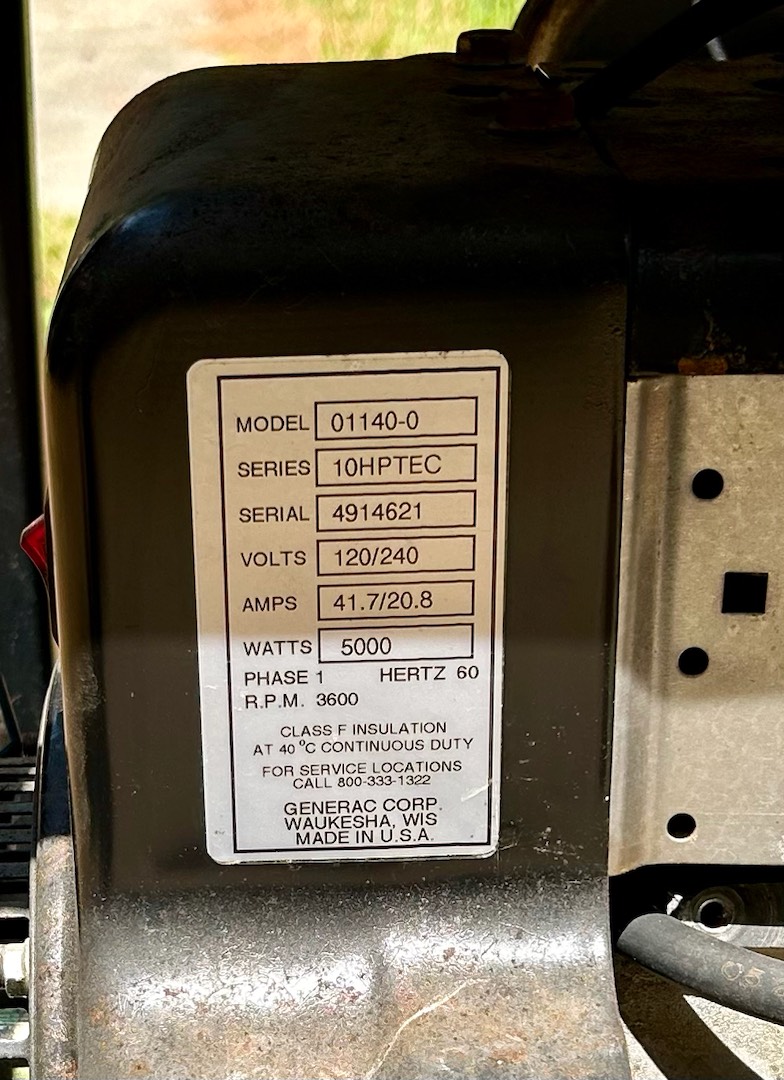 MODEL 01140-0
SERIES 10HPTEC
SERIAL 4914621
VOLTS 120/240
AMPS 41.7/20.8
WATTS 5000
PHASE 1 HERTZ 60
R.P.M. 3600
CLASS F INSULATION
AT 40 °C CONTINUOUS DUTY
FOR SERVICE LOCATIONS
CALL 800-333-1322
GENERAC CORP.
WAUKESHA, WIS
MADE IN U.S.A.